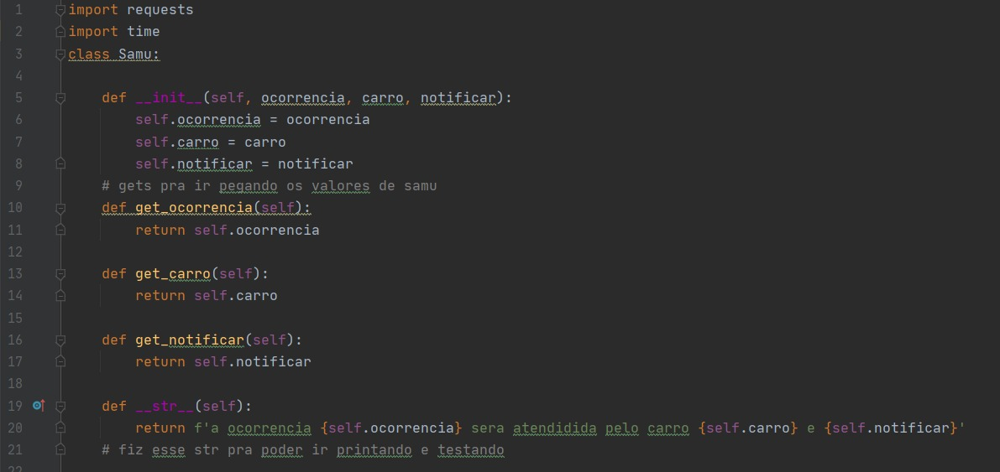 1 import requests
2 import time
3 class Samu:
4
5     def __init__(self, ocorrencia, carro, notificar):
6         self.ocorrencia = ocorrencia
7         self.carro = carro
8         self.notificar = notificar
9     # gets pra ir pegando os valores de samu
10     def get_ocorrencia(self):
11         return self.ocorrencia
12
13     def get_carro(self):
14         return self.carro
15
16     def get_notificar(self):
17         return self.notificar
18
19     def __str__(self):
20         return f'a ocorrencia {self.ocorrencia} sera atendidida pelo carro {self.carro} e {self.notificar}'
21     # fiz esse str pra poder ir printando e testando
22